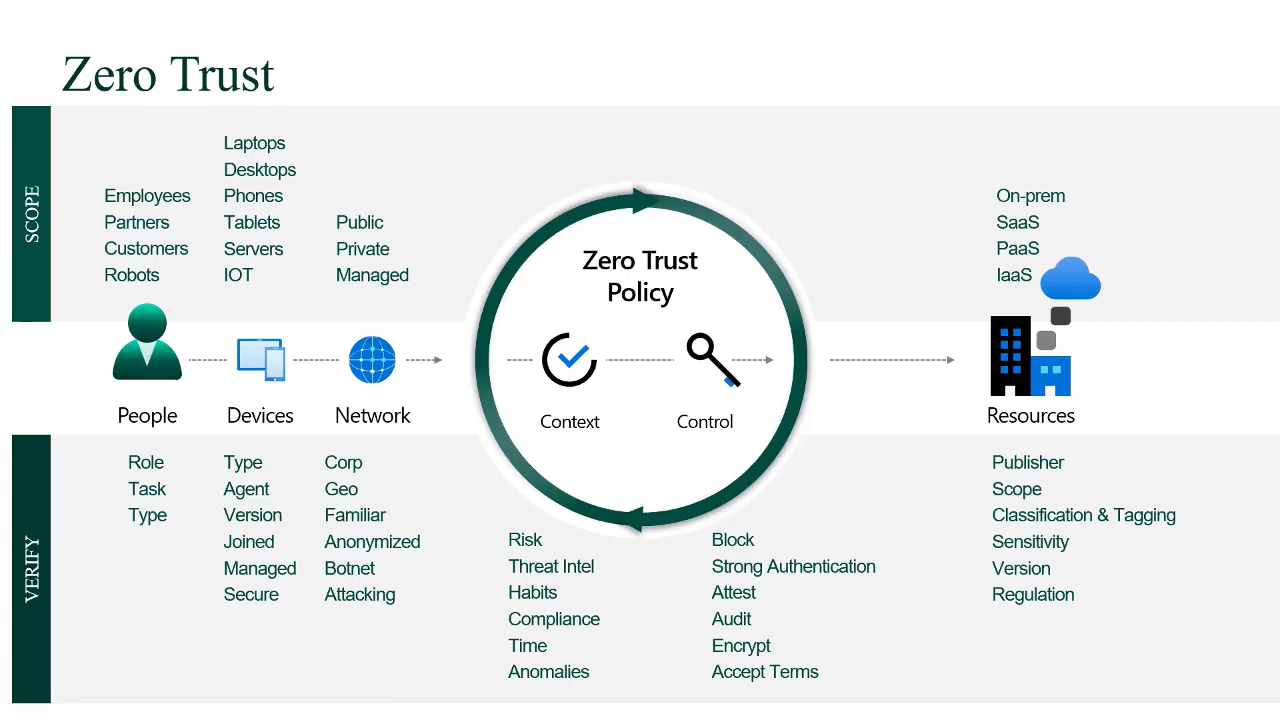 Zero Trust
SCOPE
Employees
Partners
Customers
Robots
Laptops
Desktops
Phones
Tablets
Servers
IOT
Public
Private
Managed
On-prem
SaaS
PaaS
IaaS
Zero Trust
Policy
Context
Control
People
Devices
Network
Resources
VERIFY
Role
Task
Type
Type
Agent
Version
Joined
Managed
Secure
Corp
Geo
Familiar
Anonymized
Botnet
Attacking
Risk
Threat Intel
Habits
Compliance
Time
Anomalies
Block
Strong Authentication
Attest
Audit
Encrypt
Accept Terms
Publisher
Scope
Classification & Tagging
Sensitivity
Version
Regulation